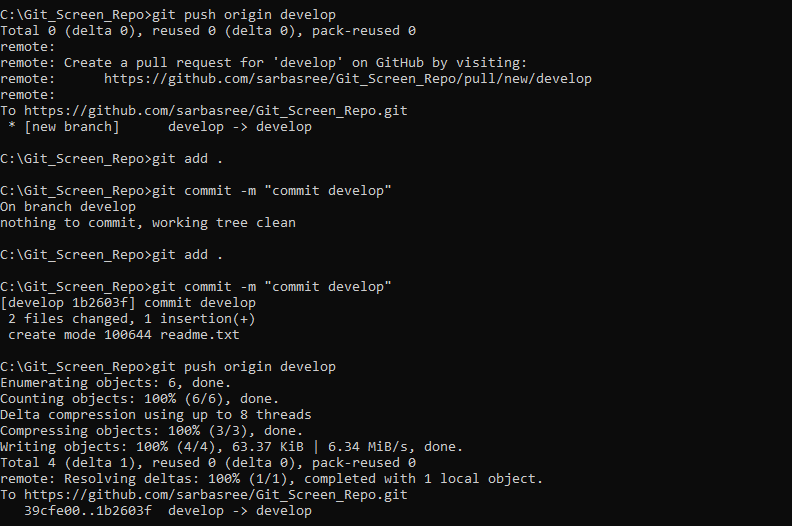 C:\Git_Screen_Repo>git push origin develop
Total 0 (delta 0), reused 0 (delta 0), pack-reused 0
remote:
remote: Create a pull request for 'develop' on GitHub by visiting:
remote:      https://github.com/sarbasree/Git_Screen_Repo/pull/new/develop
remote:
To https://github.com/sarbasree/Git_Screen_Repo.git
 * [new branch]      develop -> develop
C:\Git_Screen_Repo>git add .
C:\Git_Screen_Repo>git commit -m "commit develop"
On branch develop
nothing to commit, working tree clean
C:\Git_Screen_Repo>git add .
C:\Git_Screen_Repo>git commit -m "commit develop"
[develop 1b2603f] commit develop
 2 files changed, 1 insertion(+)
 create mode 100644 readme.txt
C:\Git_Screen_Repo>git push origin develop
Enumerating objects: 6, done.
Counting objects: 100% (6/6), done.
Delta compression using up to 8 threads
Compressing objects: 100% (3/3), done.
Writing objects: 100% (4/4), 63.37 KiB | 6.34 MiB/s, done.
Total 4 (delta 1), reused 0 (delta 0), pack-reused 0
remote: Resolving deltas: 100% (1/1), completed with 1 local object.
To https://github.com/sarbasree/Git_Screen_Repo.git
   39cfe00..1b2603f  develop -> develop